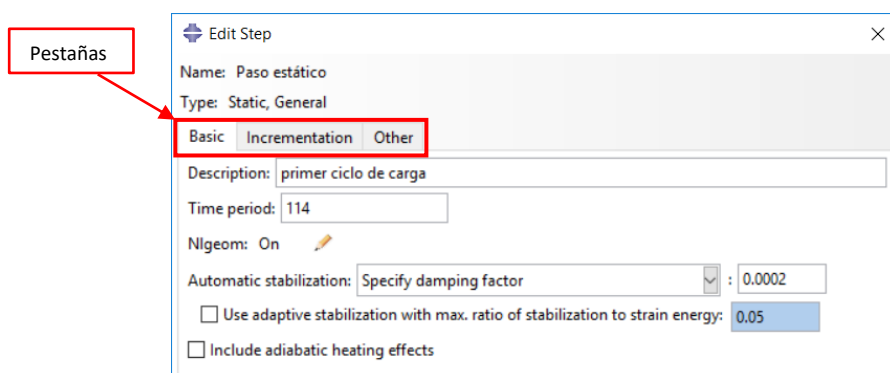 Pestañas
Edit Step
Name: Paso estático
Type: Static, General
Basic Incrementation Other
Description: primer ciclo de carga
Time period: 114
Nlgeom: On
Automatic stabilization: Specify damping factor : 0.0002
Use adaptive stabilization with max. ratio of stabilization to strain energy: 0.05
Include adiabatic heating effects